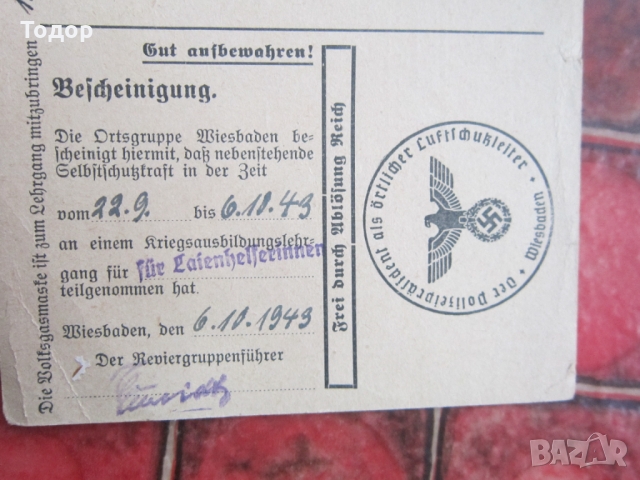 Тодор
Gut aufbewahren!
Bescheinigung.
Die Ortsgruppe Wiesbaden be-
scheinigt hiermit, daß nebenstehende
Selbstschutzkraft in der Zeit
vom 22.9. bis 6.10.43
an einem Kriegsausbildungslehr-
gang für für Laienhelferinnen
teilgenommen hat.
Wiesbaden, den 6.10.1943
Der Reviergruppenführer
Die Volksgasmaske ist zum Lehrgang mitzubringen
Frei durch Ablösung Reich
Der Polizeipräsident als örtlicher Luftschutzleiter • Wiesbaden •
BAZAR